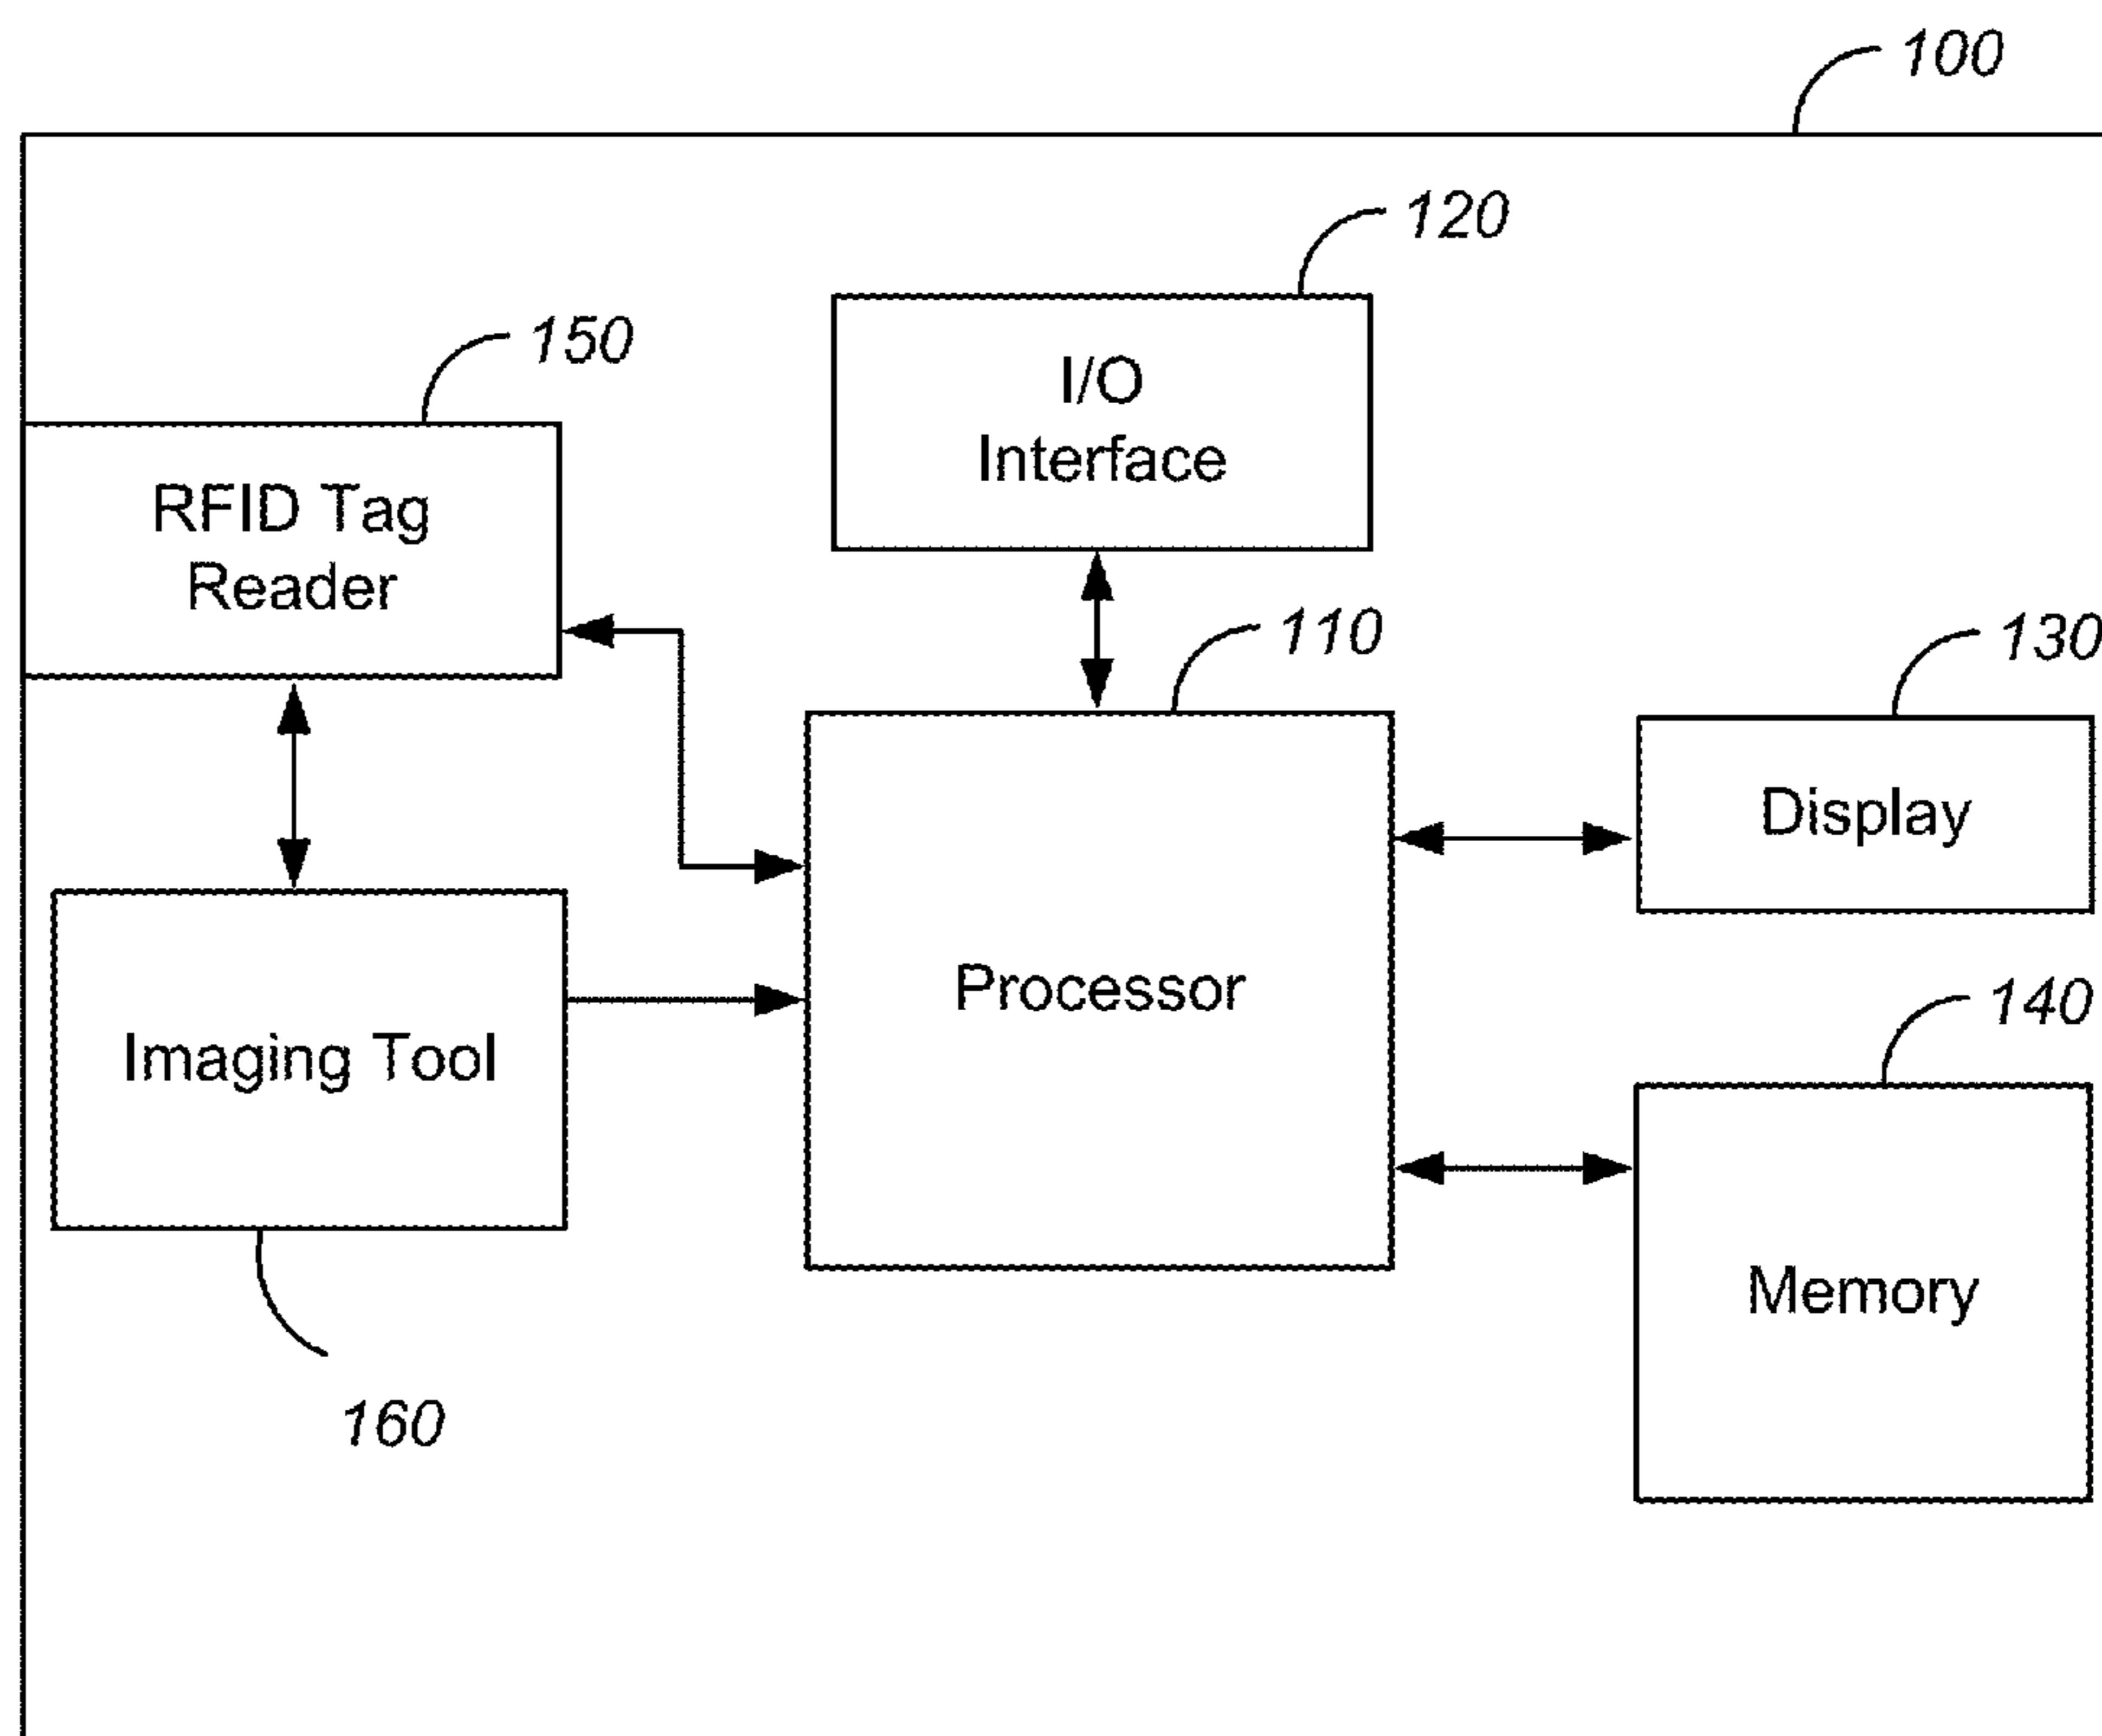 100
120
150
I/O
Interface
RFID Tag
Reader
110
130
Display
Processor
140
Imaging Tool
Memory
160